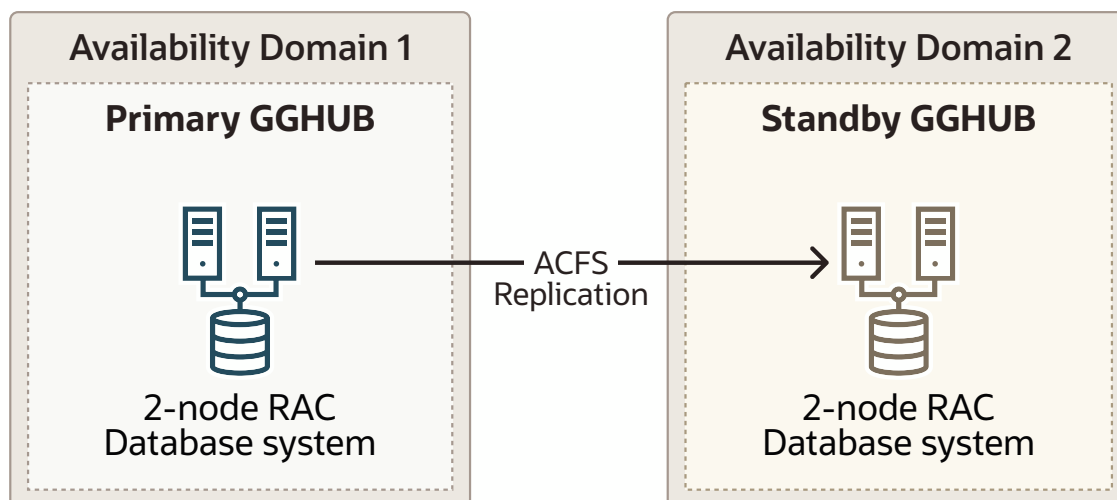 Availability Domain 1
Primary GGHUB
2-node RAC
Database system
ACFS
Replication
Availability Domain 2
Standby GGHUB
2-node RAC
Database system